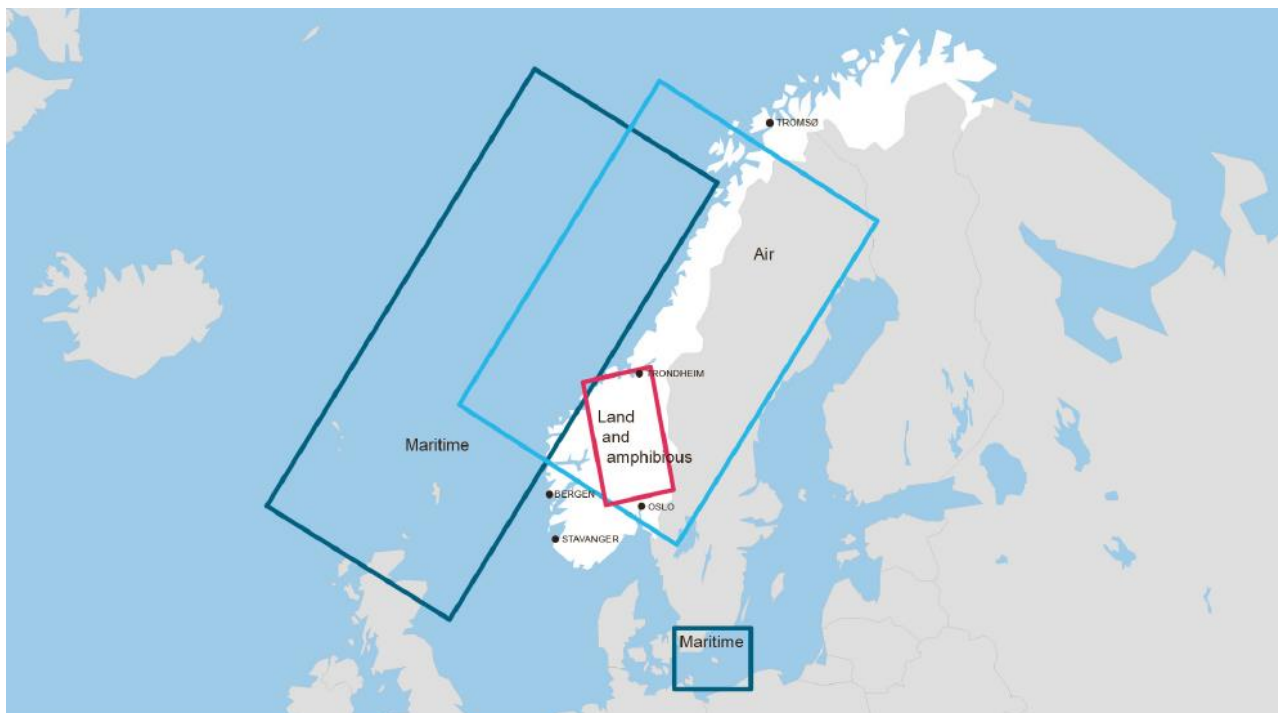 TROMSØ
Air
TRONDHEIM
Land
and
amphibious
Maritime
BERGEN
OSLO
STAVANGER
Maritime